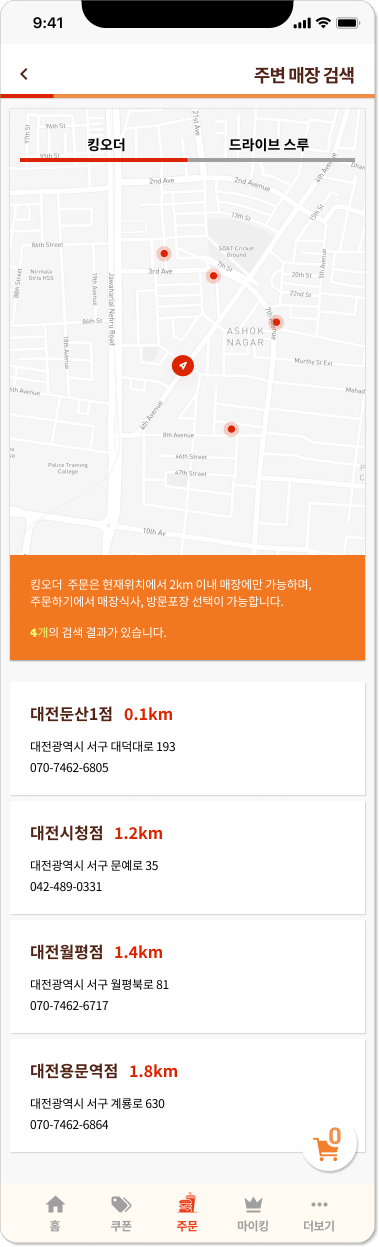 9:41
주변 매장 검색
97th St
96th St
95th St
킹오더
드라이브 스루
21st Ave
4th Avenue
2nd Ave
2nd Avenue
15th St
13th St
86th Street
SDAT Cricket
Ground
7th St
5th Avenue
Nirmala
Girls HSS
88th Street
19th Avenue
Jawaharlal Nehru Road
3rd Ave
20th St
22nd St
86th St
7th Avenue
ASHOK
NAGAR
18th Avenue
Murthy St Ext
Avenue
Mahad
4th Avenue
8th Avenue
46th Street
47th Street
Police Training
College
10th Av
킹오더 주문은 현재위치에서 2km 이내 매장에만 가능하며,
주문하기에서 매장식사, 방문포장 선택이 가능합니다.
4개의 검색 결과가 있습니다.
대전둔산1점 0.1km
대전광역시 서구 대덕대로 193
070-7462-6805
대전시청점 1.2km
대전광역시 서구 문예로 35
042-489-0331
대전월평점 1.4km
대전광역시 서구 월평북로 81
070-7462-6717
대전용문역점 1.8km
대전광역시 서구 계룡로 630
070-7462-6864
0
홈 쿠폰 주문 마이킹 더보기